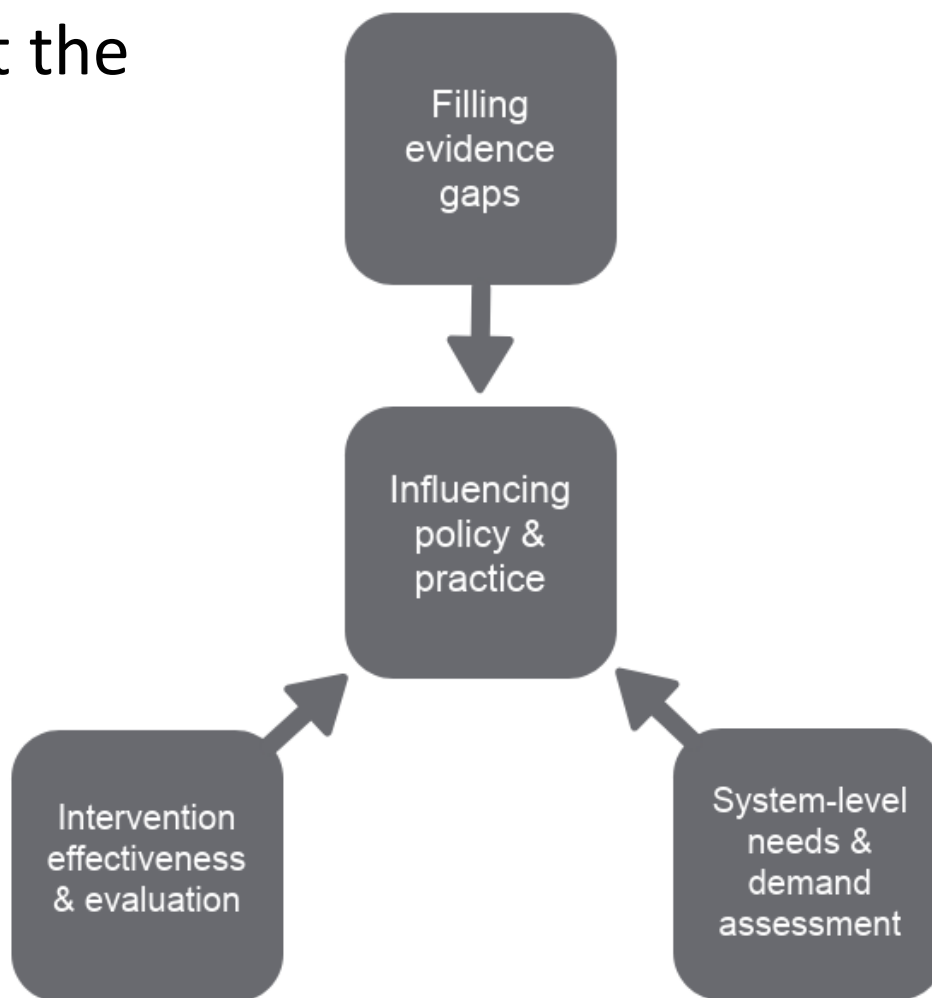 t the
Filling
evidence
gaps
Influencing
policy &
practice
Intervention
effectiveness
& evaluation
System-level
needs &
demand
assessment